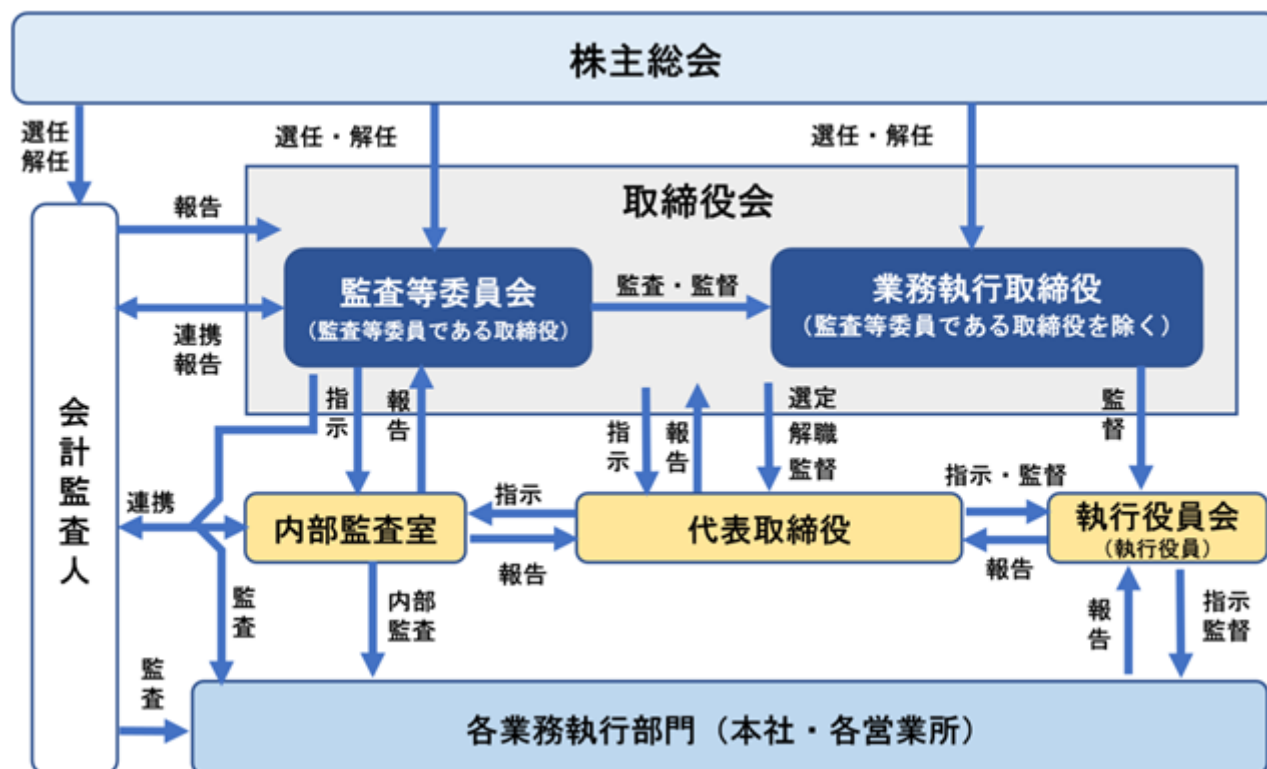 株主総会
選任
解任
選任・解任
選任・解任
取締役会
報告
監査等委員会
(監査等委員である取締役)
監査・監督
業務執行取締役
(監査等委員である取締役を除く)
連携
報告
会計監査人
指示
報告
指示
報告
選定
解職
監督
監督
連携
内部監査室
指示
報告
代表取締役
指示・監督
報告
執行役員会
(執行役員)
監査
内部
監査
報告
指示
監督
監査
各業務執行部門（本社・各営業所）